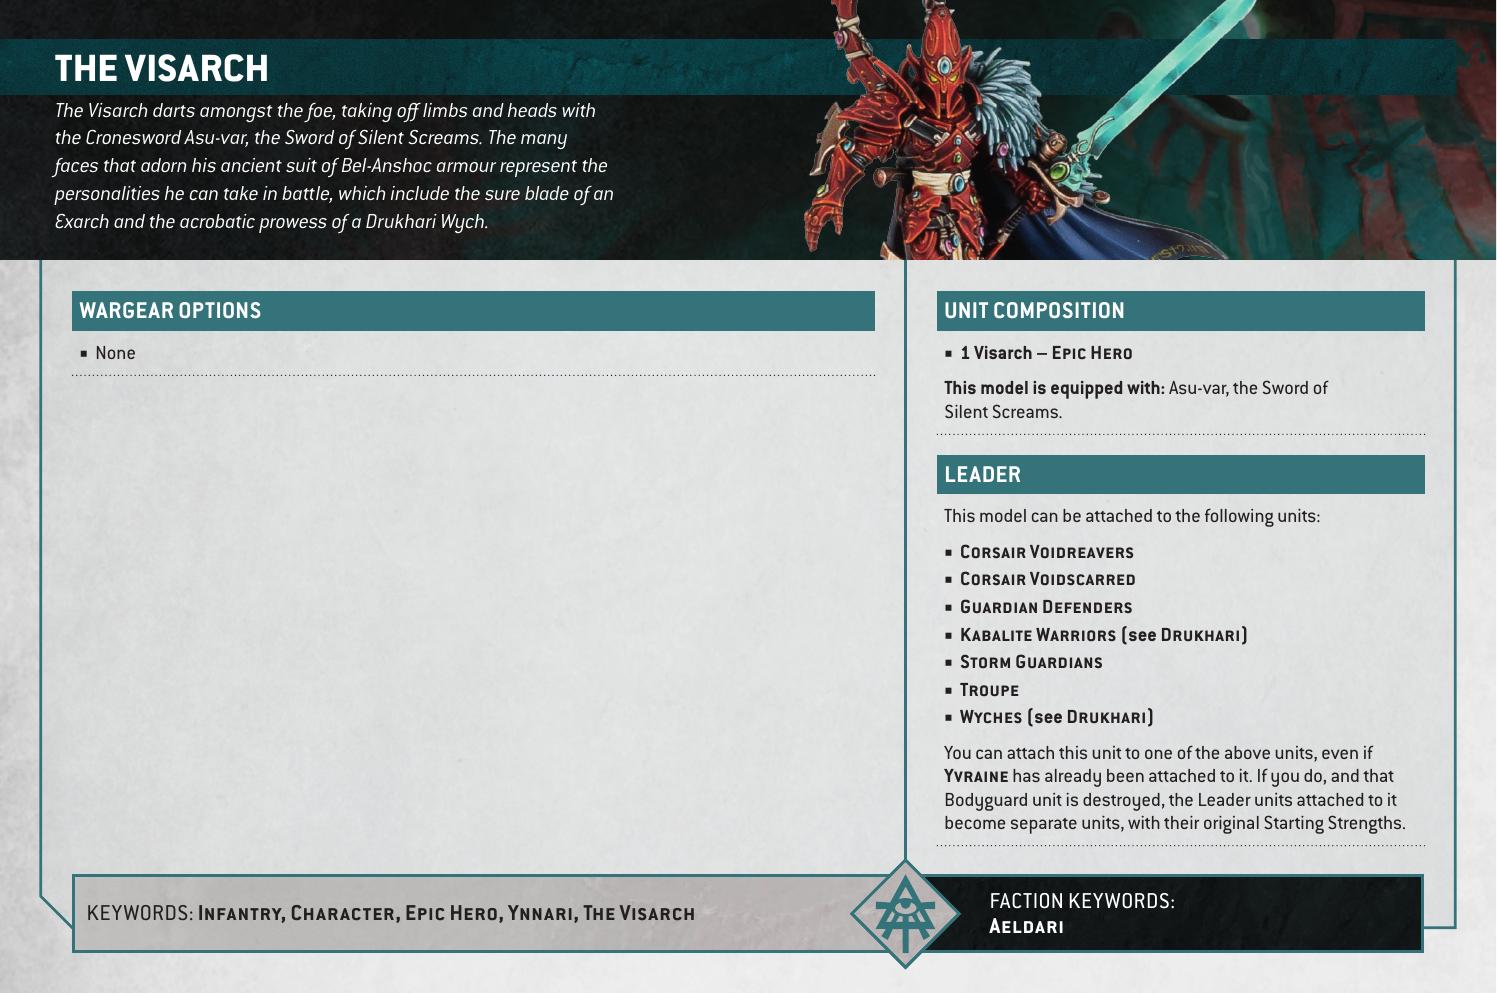 THE VISARCH
The Visarch darts amongst the foe, taking off limbs and heads with
the Cronesword Asu-var, the Sword of Silent Screams. The many
faces that adorn his ancient suit of Bel-Anshoc armour represent the
personalities he can take in battle, which include the sure blade of an
Exarch and the acrobatic prowess of a Drukhari Wych.
WARGEAR OPTIONS
▪ None
UNIT COMPOSITION
▪ 1 Visarch – EPIC HERO
This model is equipped with: Asu-var, the Sword of
Silent Screams.
LEADER
This model can be attached to the following units:
▪ CORSAIR VOIDREAVERS
▪ CORSAIR VOIDSCARRED
▪ GUARDIAN DEFENDERS
▪ KABALITE WARRIORS (see DRUKHARI)
▪ STORM GUARDIANS
▪ TROUPE
▪ WYCHES (see DRUKHARI)
You can attach this unit to one of the above units, even if
YVRAINE has already been attached to it. If you do, and that
Bodyguard unit is destroyed, the Leader units attached to it
become separate units, with their original Starting Strengths.
KEYWORDS: INFANTRY, CHARACTER, EPIC HERO, YNNARI, THE VISARCH
FACTION KEYWORDS:
AELDARI